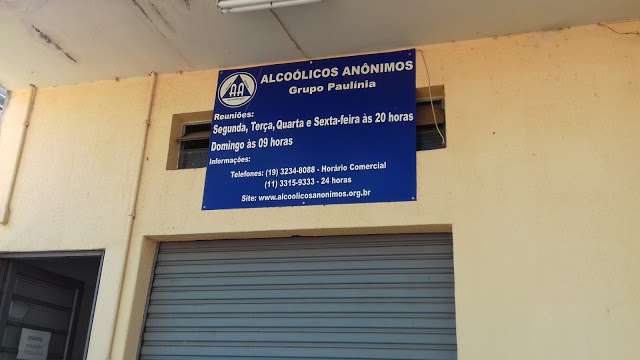 AA
ALCOÓLICOS ANÔNIMOS
Grupo Paulínia
Reuniões:
Segunda, Terça, Quarta e Sexta-feira às 20 horas
Domingo às 09 horas
Informações:
Telefones: (19) 3234-8088 - Horário Comercial
(11) 3315-9333 - 24 horas
Site: www.alcoolicosanonimos.org.br